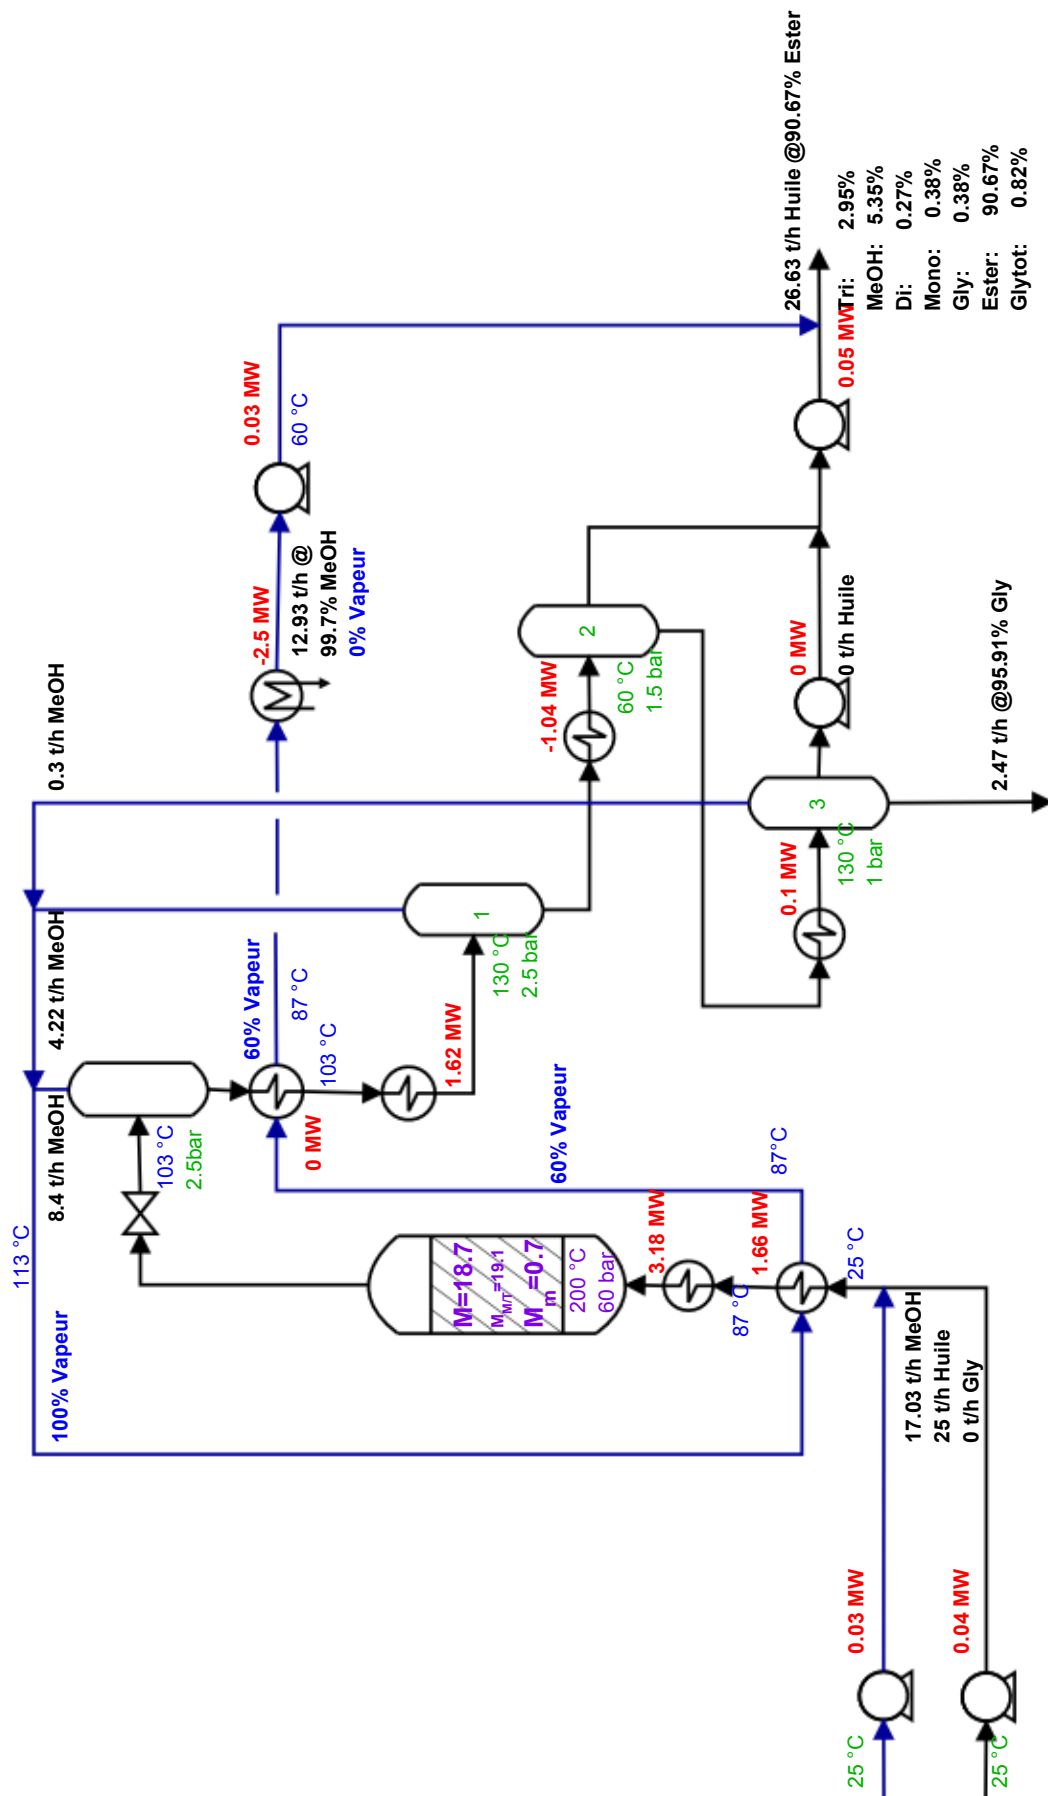 113 °C
100% Vapeur
8.4 t/h MeOH
4.22 t/h MeOH
0.3 t/h MeOH
103 °C
2.5bar
60% Vapeur
87 °C
103 °C
0 MW
1.62 MW
-2.5 MW
12.93 t/h @
99.7% MeOH
0% Vapeur
0.03 MW
60 °C
M=18.7
M_M/T=19.1
M_m=0.7
200 °C
60 bar
3.18 MW
87 °C
1.66 MW
25 °C
60% Vapeur
87°C
1
130 °C
2.5 bar
-1.04 MW
2
60 °C
1.5 bar
0.1 MW
3
130 °C
1 bar
0 MW
0 t/h Huile
2.47 t/h @95.91% Gly
0.05 MW
26.63 t/h Huile @90.67% Ester
Tri: 2.95%
MeOH: 5.35%
Di: 0.27%
Mono: 0.38%
Gly: 0.38%
Ester: 90.67%
Glytot: 0.82%
17.03 t/h MeOH
25 t/h Huile
0 t/h Gly
0.03 MW
25 °C
0.04 MW
25 °C